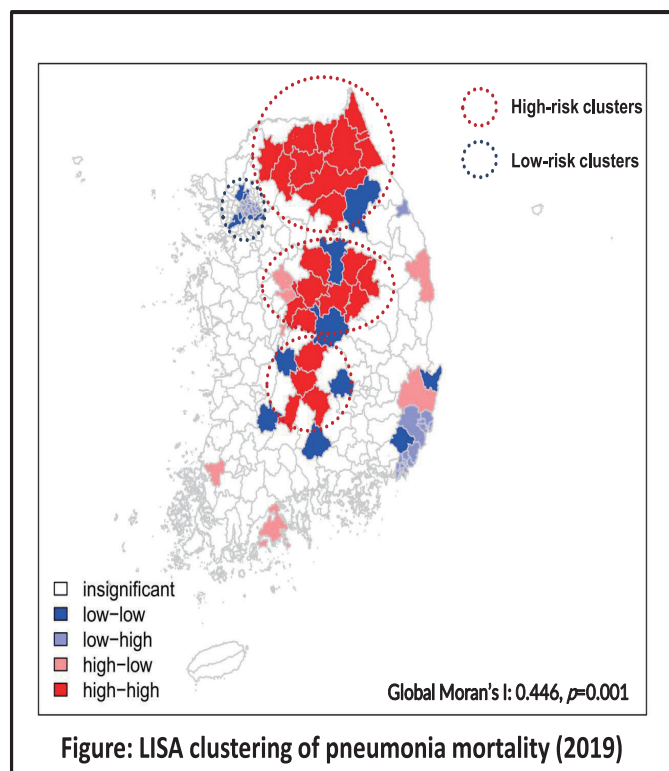 High-risk clusters
Low-risk clusters
insignificant
low-low
low-high
high-low
high-high
Global Moran's I: 0.446, p=0.001
Figure: LISA clustering of pneumonia mortality (2019)